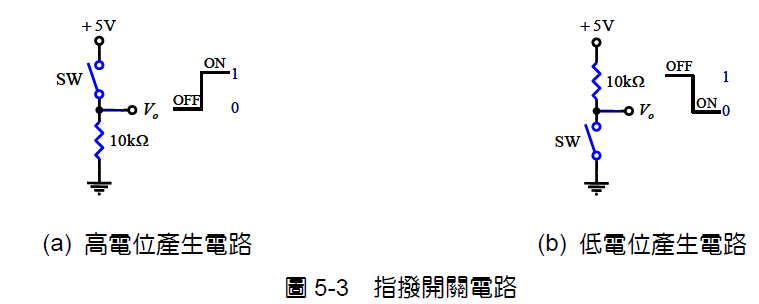 +5V
SW
Vo
10kΩ
ON
1
OFF
0
+5V
10kΩ
Vo
SW
OFF
1
ON
0
(a) 高電位產生電路
(b) 低電位產生電路
圖 5-3 指撥開關電路